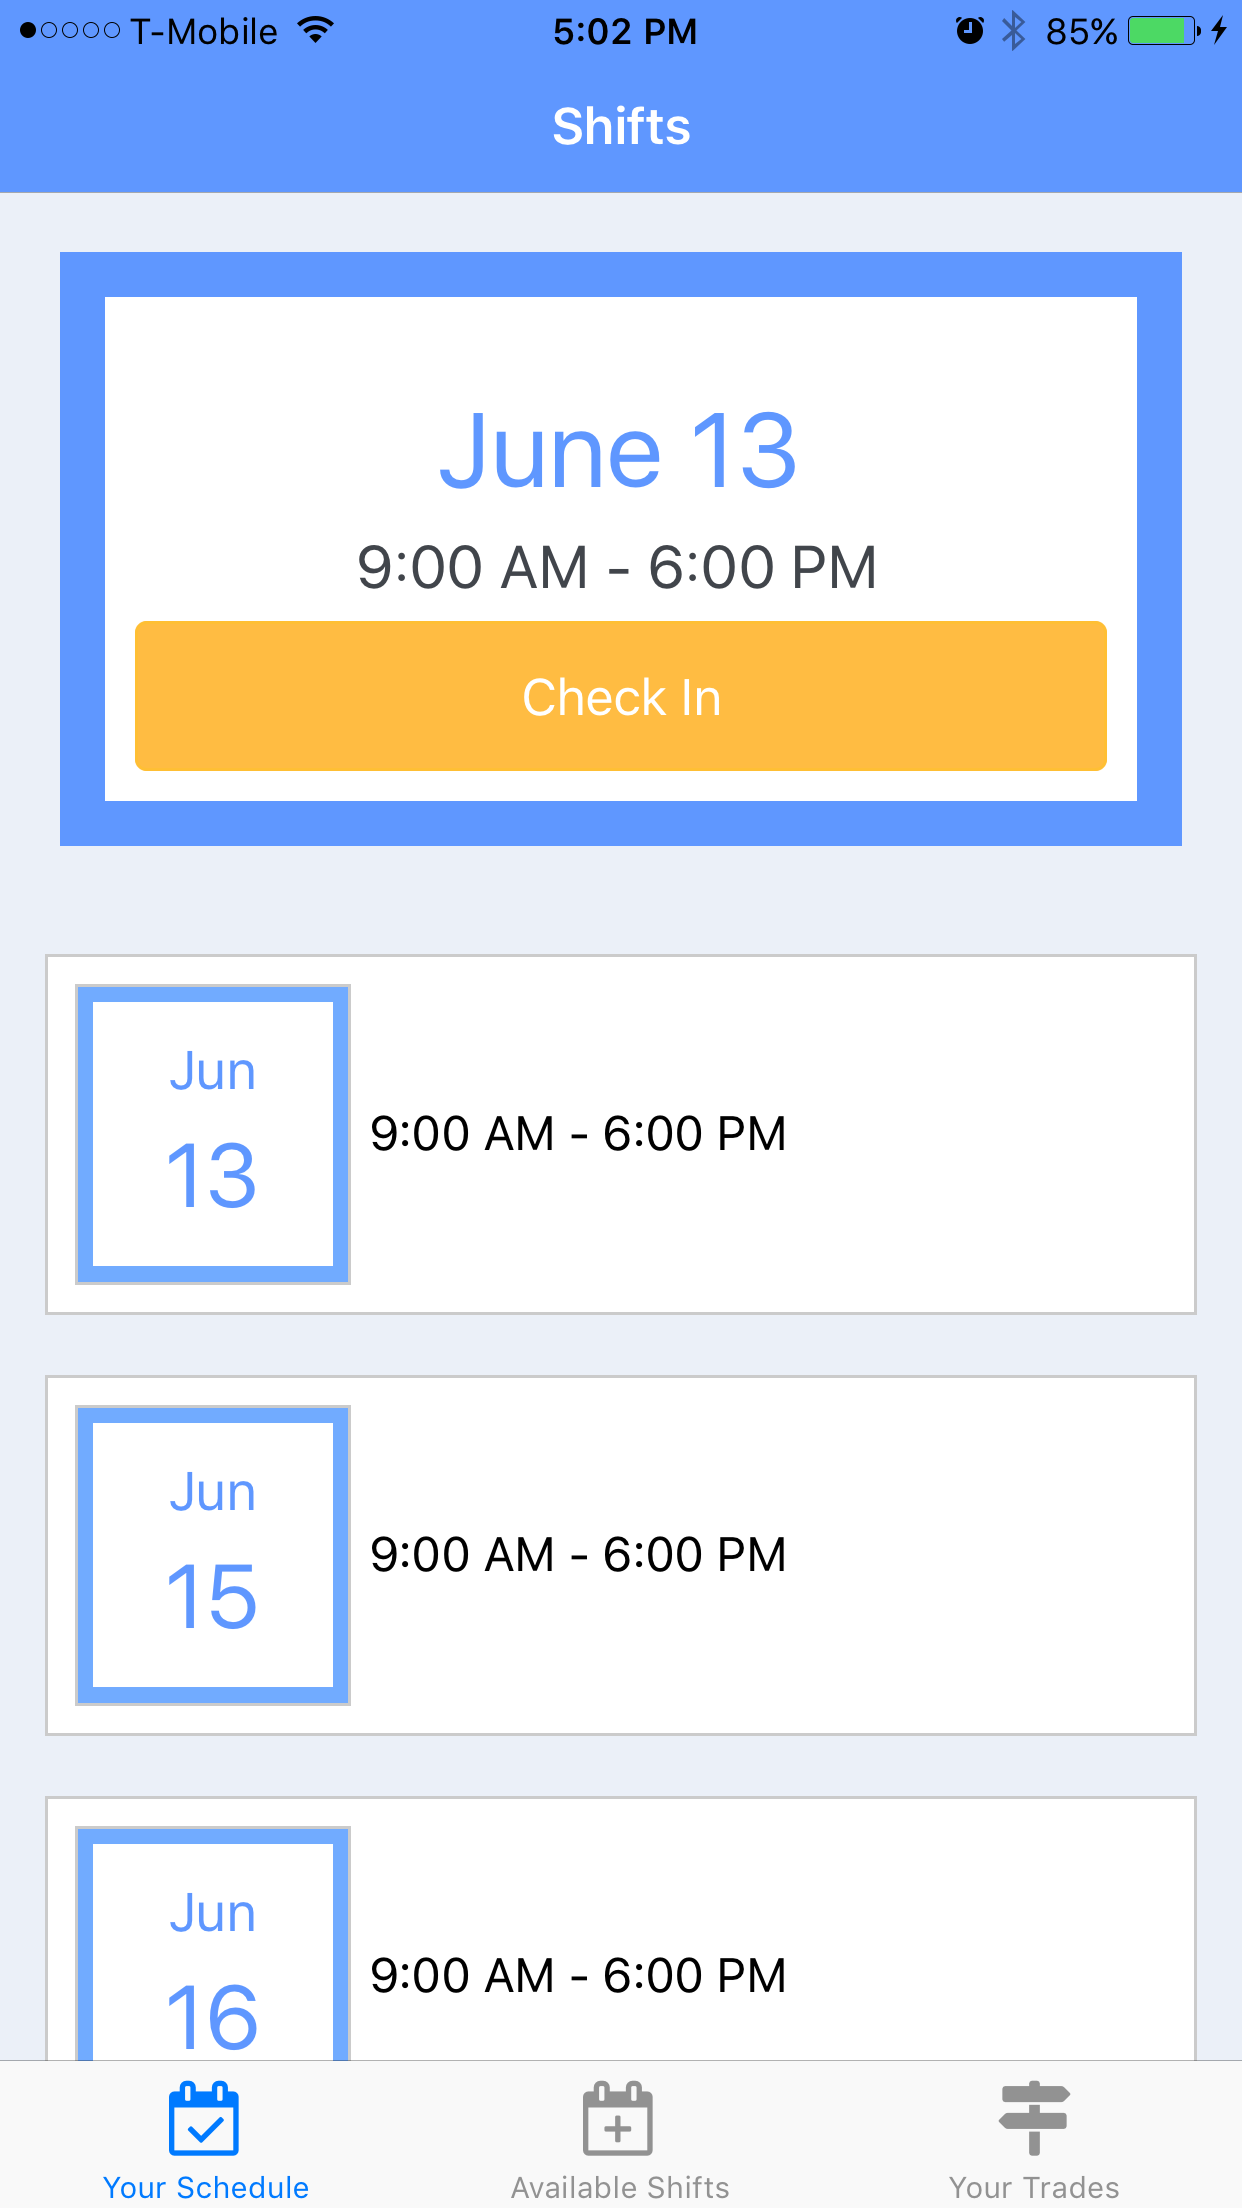 T-Mobile 5:02 PM 85%
Shifts
June 13
9:00 AM - 6:00 PM
Check In
Jun
13
9:00 AM - 6:00 PM
Jun
15
9:00 AM - 6:00 PM
Jun
16
9:00 AM - 6:00 PM
Your Schedule Available Shifts Your Trades